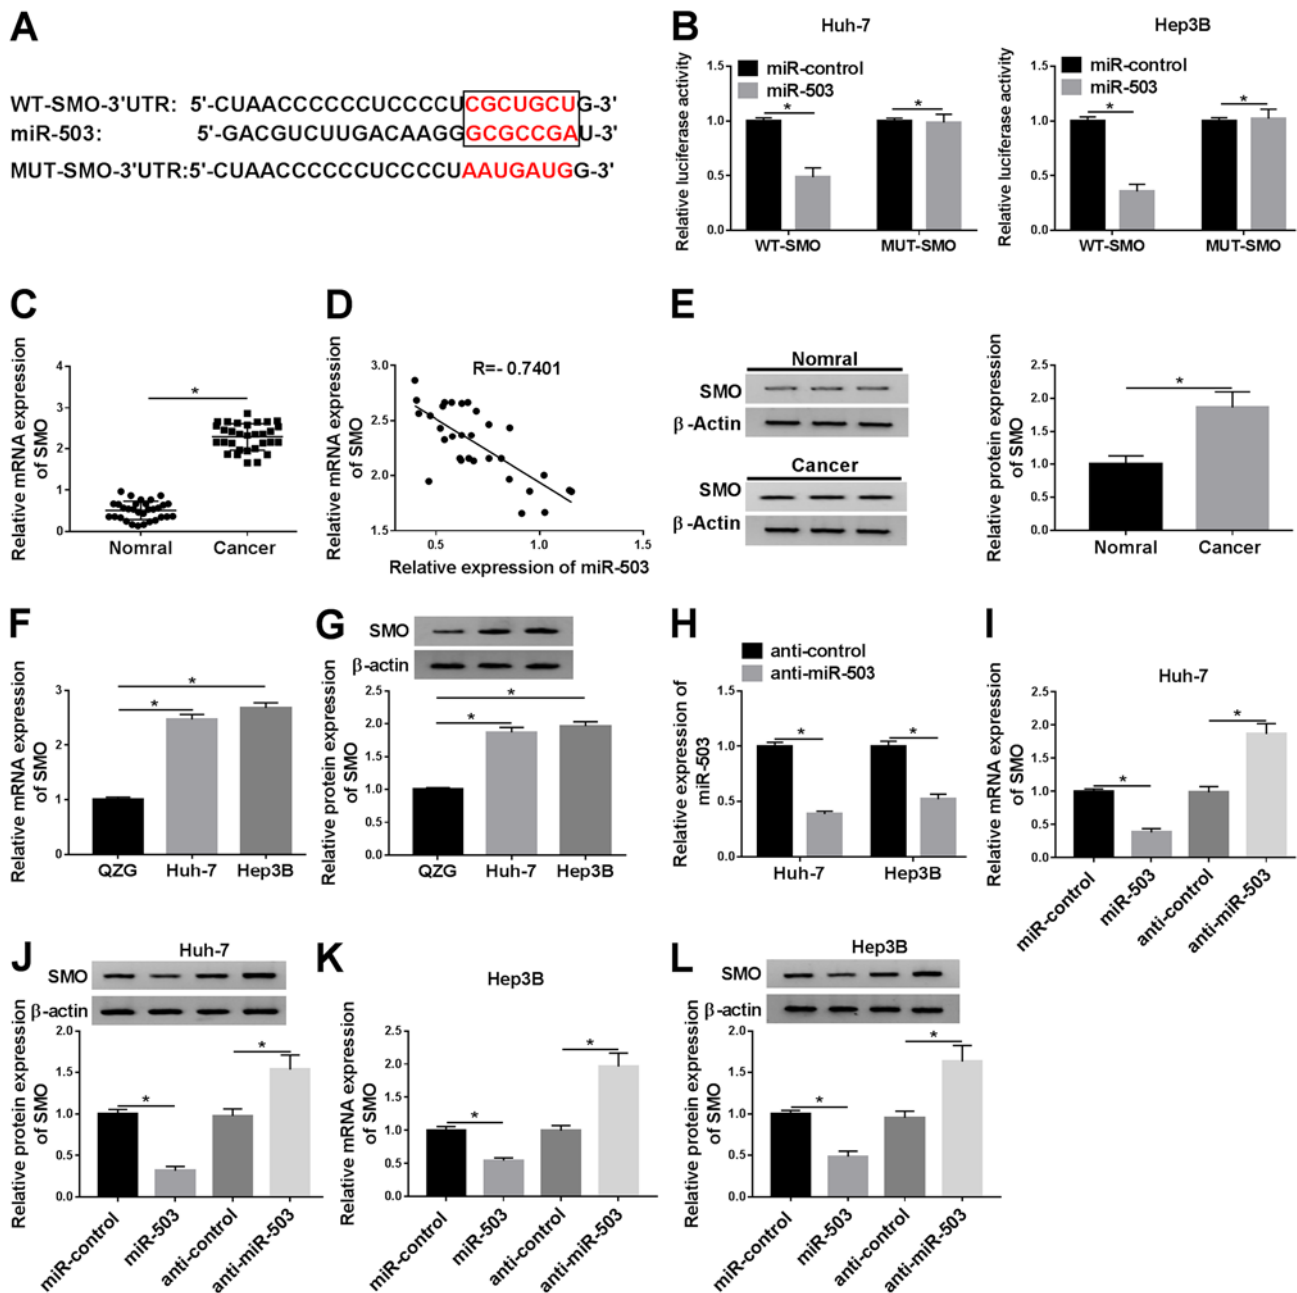 A
WT-SMO-3'UTR: 5'-CUAACCCCCCUCCCCUCGCUGCUG-3'
miR-503: 5'-GACGUCUUGACAAGGGCGCCGAU-3'
MUT-SMO-3'UTR:5'-CUAACCCCCCUCCCCUAAUGAUGG-3'
B
Huh-7
Relative luciferase activity
1.5
1.0
0.5
0.0
miR-control
miR-503
*
*
WT-SMO
MUT-SMO
Hep3B
Relative luciferase activity
1.5
1.0
0.5
0.0
miR-control
miR-503
*
*
WT-SMO
MUT-SMO
C
Relative mRNA expression
of SMO
4
3
2
1
0
*
Nomral
Cancer
D
Relative mRNA expression
of SMO
3.0
2.5
2.0
1.5
R=- 0.7401
0.5
1.0
1.5
Relative expression of miR-503
E
Nomral
SMO
β-Actin
Cancer
SMO
β-Actin
Relative protein expression
of SMO
2.5
2.0
1.5
1.0
0.5
0.0
*
Nomral
Cancer
F
Relative mRNA expression
of SMO
3
2
1
0
*
*
QZG
Huh-7
Hep3B
G
SMO
β-actin
Relative protein expression
of SMO
2.5
2.0
1.5
1.0
0.5
0.0
*
*
QZG
Huh-7
Hep3B
H
anti-control
anti-miR-503
Relative expression of
miR-503
1.5
1.0
0.5
0.0
*
*
Huh-7
Hep3B
I
Huh-7
Relative mRNA expression
of SMO
2.5
2.0
1.5
1.0
0.5
0.0
*
*
miR-control
miR-503
anti-control
anti-miR-503
J
Huh-7
SMO
β-actin
Relative protein expression
of SMO
2.0
1.5
1.0
0.5
0.0
*
*
miR-control
miR-503
anti-control
anti-miR-503
K
Hep3B
Relative mRNA expression
of SMO
2.5
2.0
1.5
1.0
0.5
0.0
*
*
miR-control
miR-503
anti-control
anti-miR-503
L
Hep3B
SMO
β-actin
Relative protein expression
of SMO
2.0
1.5
1.0
0.5
0.0
*
*
miR-control
miR-503
anti-control
anti-miR-503